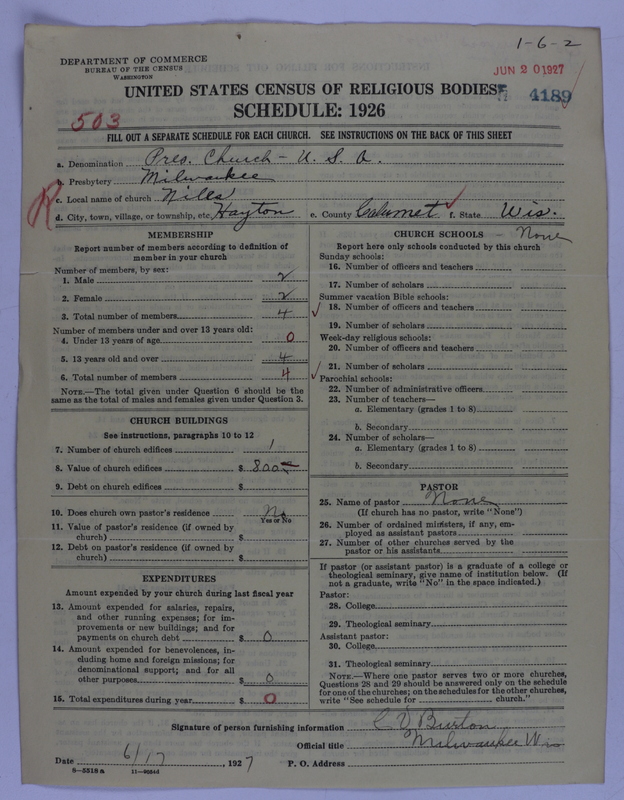 1-6-2
DEPARTMENT OF COMMERCE
BUREAU OF THE CENSUS
WASHINGTON
JUN 20 1927
UNITED STATES CENSUS OF RELIGIOUS BODIES
4189
SCHEDULE: 1926
503
FILL OUT A SEPARATE SCHEDULE FOR EACH CHURCH. SEE INSTRUCTIONS ON THE BACK OF THIS SHEET
a. Denomination Pres. Church - U. S. A.
b. Presbytery Milwaukee
c. Local name of church Niles
R
d. City, town, village, or township, etc. Hayton e. County Calumet f. State Wis.
MEMBERSHIP
Report number of members according to definition of
member in your church
Number of members, by sex:
1. Male 2
2. Female 2
3. Total number of members 4
Number of members under and over 13 years old:
4. Under 13 years of age 0
5. 13 years old and over 4
6. Total number of members 4
NOTE.—The total given under Question 6 should be the
same as the total of males and females given under Question 3.
CHURCH BUILDINGS
See instructions, paragraphs 10 to 12
7. Number of church edifices 1
8. Value of church edifices $ 800
9. Debt on church edifices $
10. Does church own pastor's residence No
Yes or No
11. Value of pastor's residence (if owned by
church) $
12. Debt on pastor's residence (if owned by
church) $
EXPENDITURES
Amount expended by your church during last fiscal year
13. Amount expended for salaries, repairs,
and other running expenses; for im-
provements or new buildings; and for
payments on church debt $ 0
14. Amount expended for benevolences, in-
cluding home and foreign missions; for
denominational support; and for all
other purposes $ 0
15. Total expenditures during year $ 0
CHURCH SCHOOLS - None
Report here only schools conducted by this church
Sunday schools:
16. Number of officers and teachers
17. Number of scholars
Summer vacation Bible schools:
18. Number of officers and teachers
19. Number of scholars
Week-day religious schools:
20. Number of officers and teachers
21. Number of scholars
Parochial schools:
22. Number of administrative officers
23. Number of teachers—
a. Elementary (grades 1 to 8)
b. Secondary
24. Number of scholars—
a. Elementary (grades 1 to 8)
b. Secondary
PASTOR
25. Name of pastor None
(If church has no pastor, write "None")
26. Number of ordained ministers, if any, em-
ployed as assistant pastors
27. Number of other churches served by the
pastor or his assistants
If pastor (or assistant pastor) is a graduate of a college or
theological seminary, give name of institution below. (If
not a graduate, write "No" in the space indicated.)
Pastor:
28. College
29. Theological seminary
Assistant pastor:
30. College
31. Theological seminary
NOTE.—Where one pastor serves two or more churches,
Questions 28 and 29 should be answered only on the schedule
for one of the churches; on the schedules for the other churches,
write "See schedule for church."
Signature of person furnishing information C Burton
Official title Milwaukee Wis
Date 6/17, 1927 P. O. Address
8-5518a 11-9034d